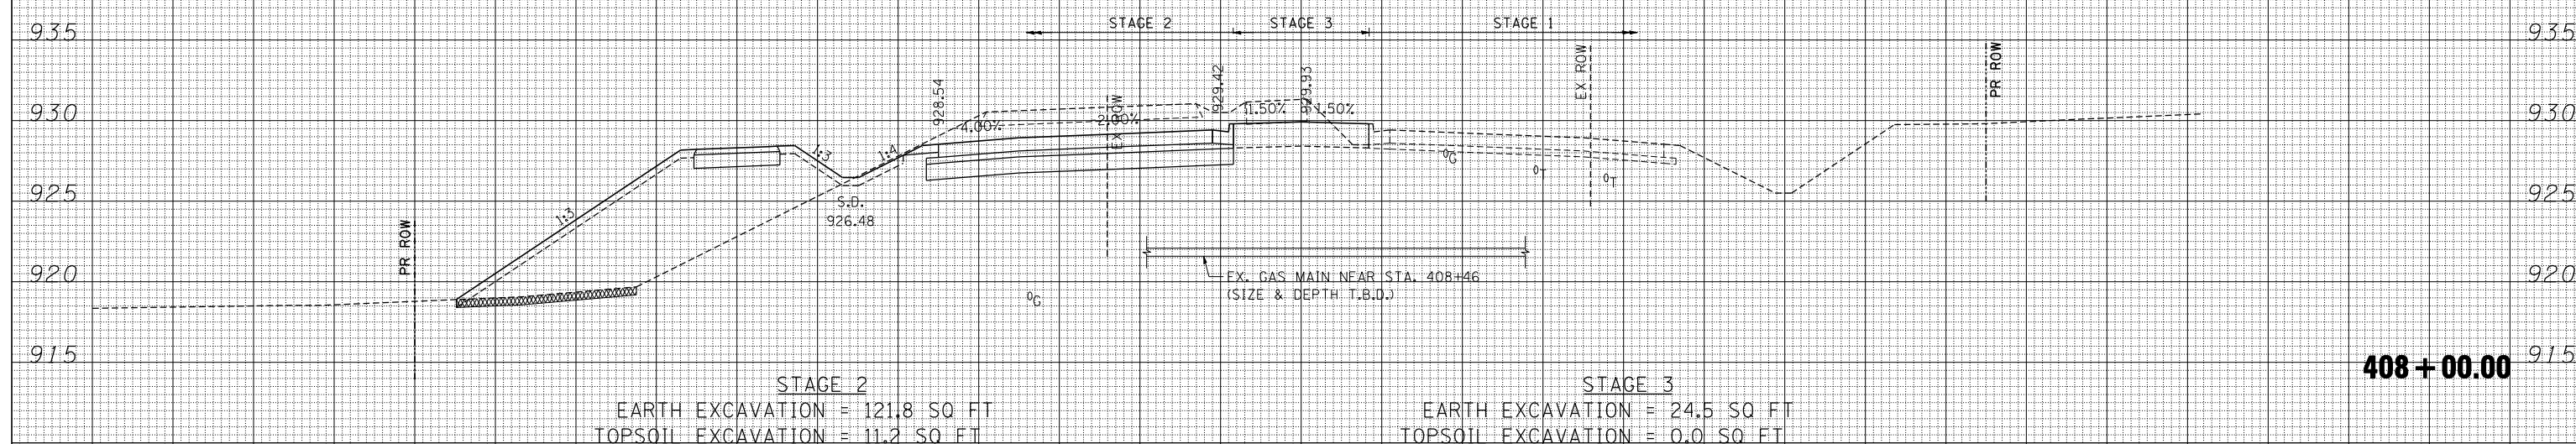 STAGE 2 STAGE 3 STAGE 1
935 935
EX ROW
PR ROW
928.54
929.42
929.93
930 930
4.00% 2.00% 1.50% 1.50%
EX ROW
1:3 1:4
G
T
T
925 925
S.D.
926.48
1:3
PR ROW
920 920
EX. GAS MAIN NEAR STA. 408+46
(SIZE & DEPTH T.B.D.)
G
915 915
408+00.00
STAGE 2
EARTH EXCAVATION = 121.8 SQ FT
TOPSOIL EXCAVATION = 11.2 SQ FT
STAGE 3
EARTH EXCAVATION = 24.5 SQ FT
TOPSOIL EXCAVATION = 0.0 SQ FT